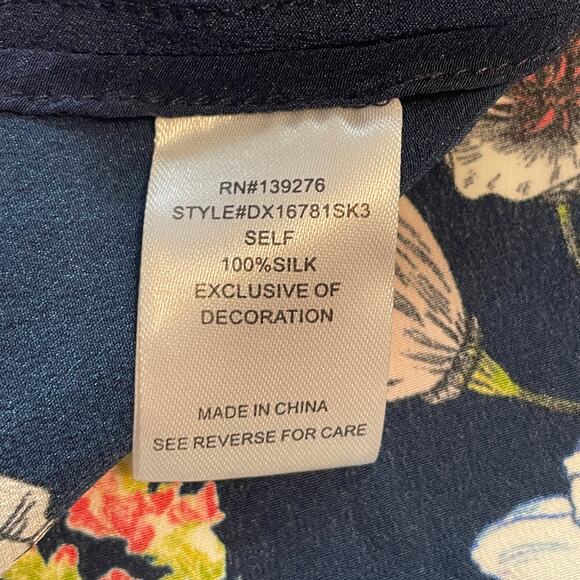 RN#139276
STYLE#DX16781SK3
SELF
100%SILK
EXCLUSIVE OF
DECORATION
MADE IN CHINA
SEE REVERSE FOR CARE